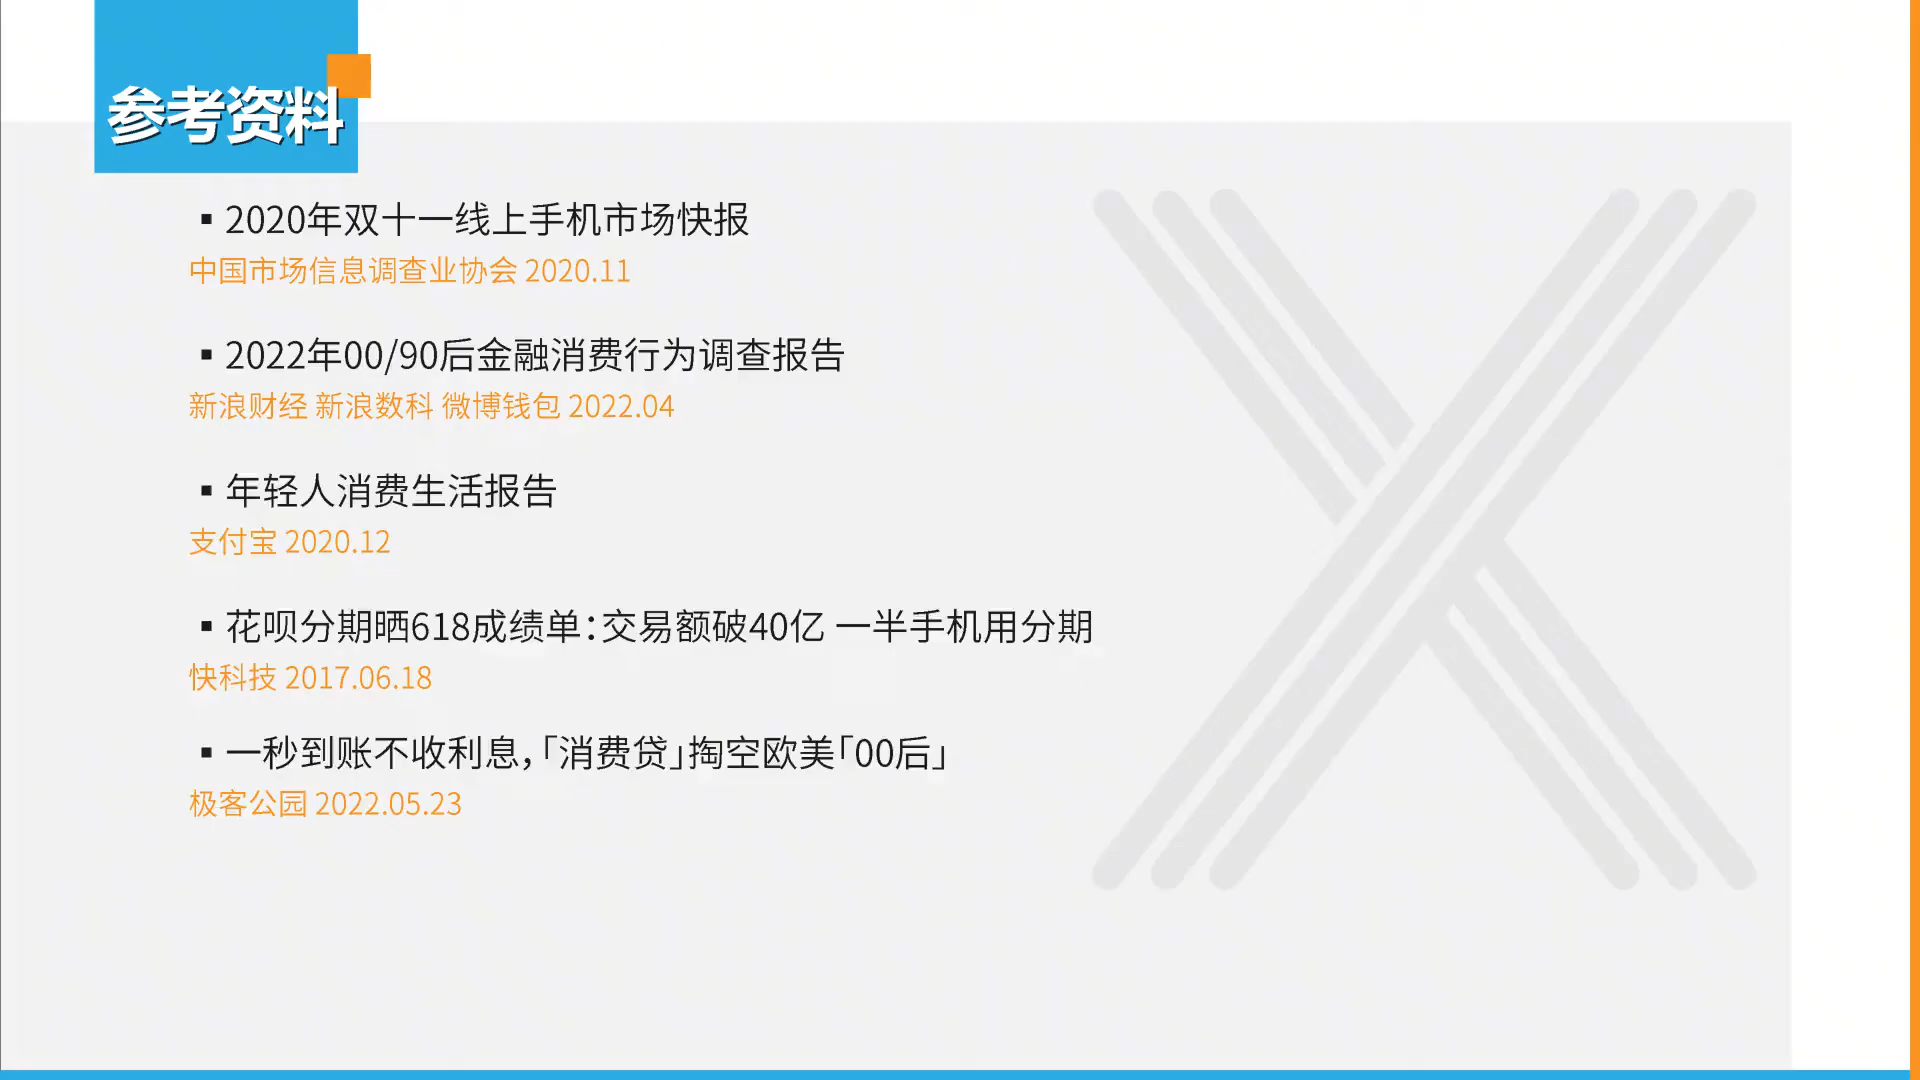 参考资料
▪ 2020年双十一线上手机市场快报
中国市场信息调查业协会 2020.11
▪ 2022年00/90后金融消费行为调查报告
新浪财经 新浪数科 微博钱包 2022.04
▪ 年轻人消费生活报告
支付宝 2020.12
▪ 花呗分期晒618成绩单：交易额破40亿 一半手机用分期
快科技 2017.06.18
▪ 一秒到账不收利息，「消费贷」掏空欧美「00后」
极客公园 2022.05.23